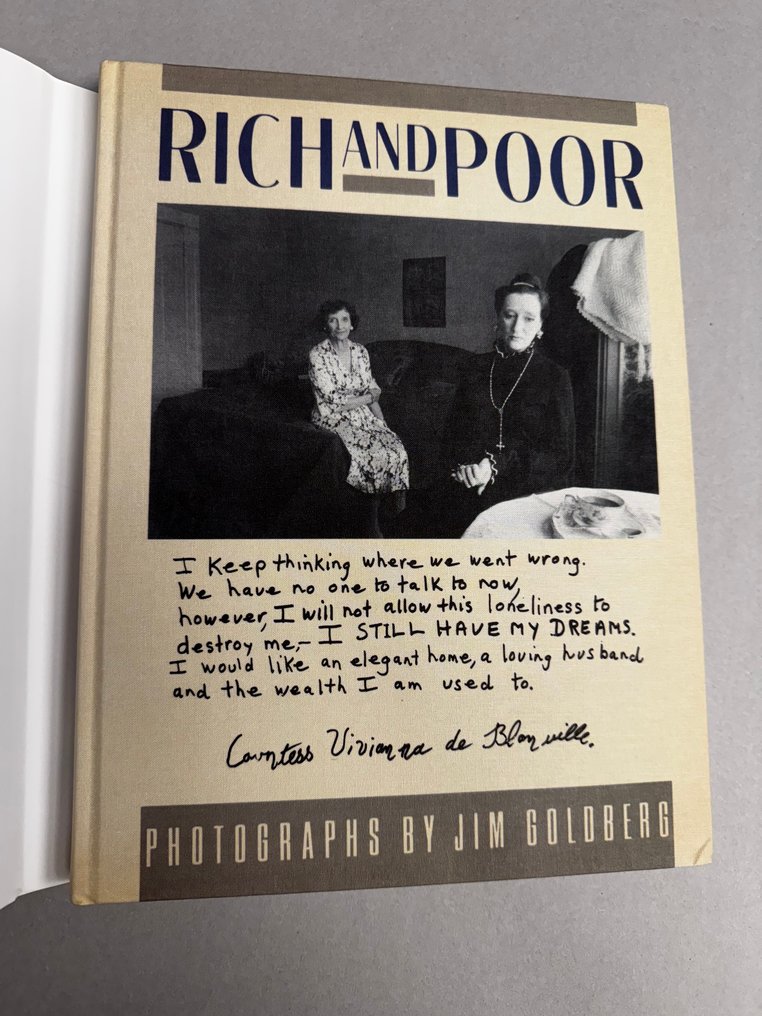 RICH AND POOR
I Keep thinking where we went wrong.
We have no one to talk to now,
however, I will not allow this loneliness to
destroy me,- I STILL HAVE MY DREAMS.
I would like an elegant home, a loving husband
and the wealth I am used to.
Countess Vivianna de Blanville.
PHOTOGRAPHS BY JIM GOLDBERG